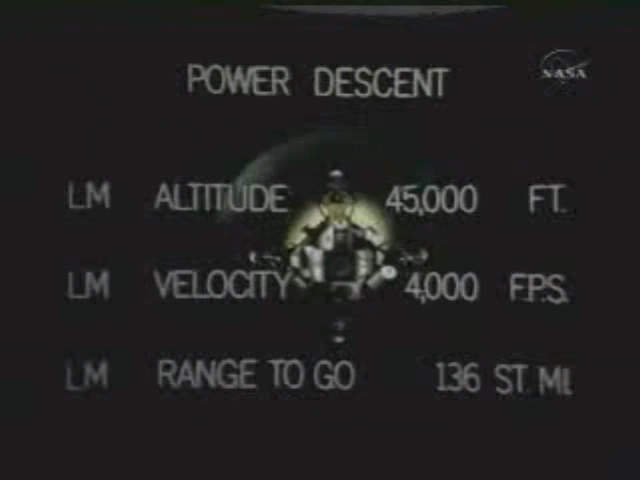 NASA
POWER DESCENT
LM ALTITUDE 45,000 FT.
LM VELOCITY 4,000 F.P.S.
LM RANGE TO GO 136 ST. MI.